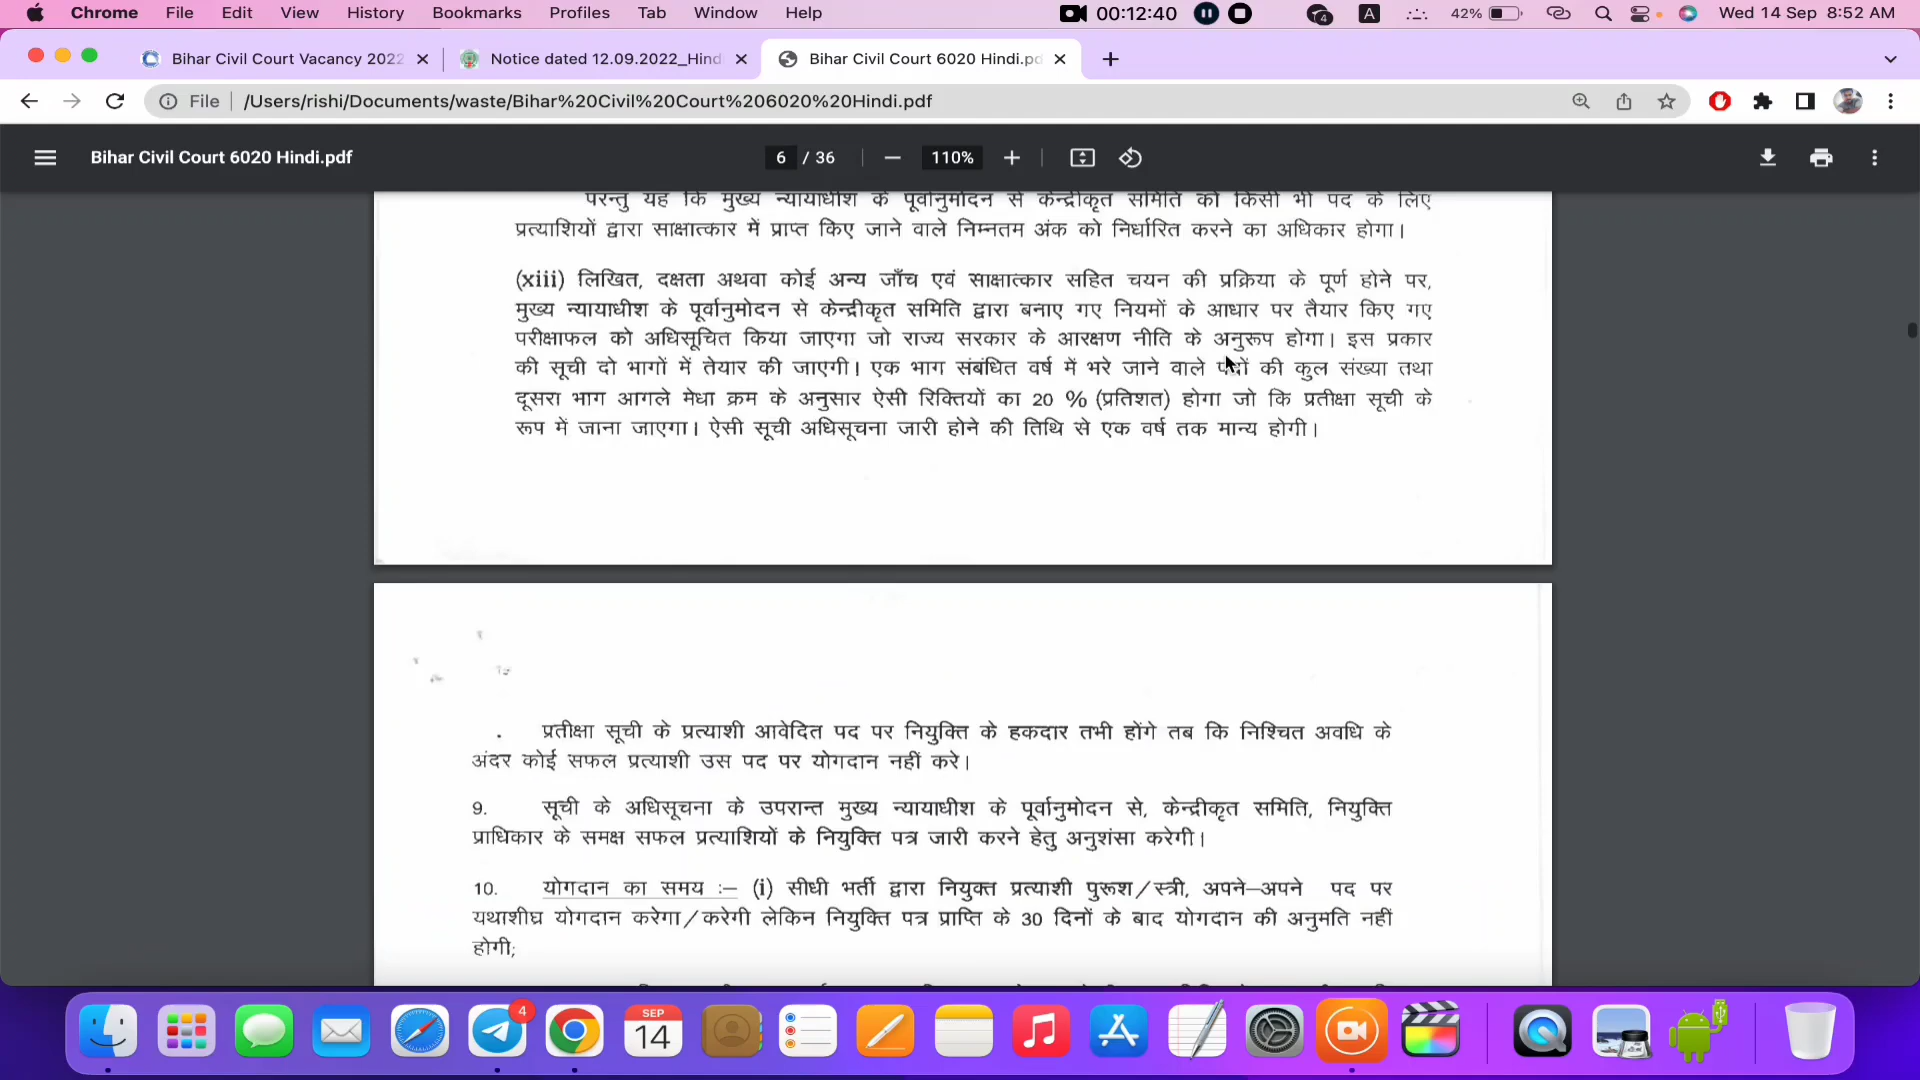 Chrome File Edit View History Bookmarks Profiles Tab Window Help 00:12:40 4 A 42% Wed 14 Sep 8:52 AM
Bihar Civil Court Vacancy 2022 Notice dated 12.09.2022_Hind Bihar Civil Court 6020 Hindi.pd
File /Users/rishi/Documents/waste/Bihar%20Civil%20Court%206020%20Hindi.pdf
Bihar Civil Court 6020 Hindi.pdf 6 / 36 110%
परन्तु यह कि मुख्य न्यायाधीश के पूर्वानुमोदन से केन्द्रीकृत समिति को किसी भी पद के लिए
प्रत्याशियों द्वारा साक्षात्कार में प्राप्त किए जाने वाले निम्नतम अंक को निर्धारित करने का अधिकार होगा।
(xiii) लिखित, दक्षता अथवा कोई अन्य जाँच एवं साक्षात्कार सहित चयन की प्रक्रिया के पूर्ण होने पर,
मुख्य न्यायाधीश के पूर्वानुमोदन से केन्द्रीकृत समिति द्वारा बनाए गए नियमों के आधार पर तैयार किए गए
परीक्षाफल को अधिसूचित किया जाएगा जो राज्य सरकार के आरक्षण नीति के अनुरूप होगा। इस प्रकार
की सूची दो भागों में तैयार की जाएगी। एक भाग संबंधित वर्ष में भरे जाने वाले पदों की कुल संख्या तथा
दूसरा भाग आगले मेधा क्रम के अनुसार ऐसी रिक्तियों का 20 % (प्रतिशत) होगा जो कि प्रतीक्षा सूची के
रूप में जाना जाएगा। ऐसी सूची अधिसूचना जारी होने की तिथि से एक वर्ष तक मान्य होगी।
प्रतीक्षा सूची के प्रत्याशी आवेदित पद पर नियुक्ति के हकदार तभी होंगे तब कि निश्चित अवधि के
अंदर कोई सफल प्रत्याशी उस पद पर योगदान नहीं करे।
9. सूची के अधिसूचना के उपरान्त मुख्य न्यायाधीश के पूर्वानुमोदन से, केन्द्रीकृत समिति, नियुक्ति
प्राधिकार के समक्ष सफल प्रत्याशियों के नियुक्ति पत्र जारी करने हेतु अनुशंसा करेगी।
10. योगदान का समय :– (i) सीधी भर्ती द्वारा नियुक्त प्रत्याशी पुरूश/स्त्री, अपने–अपने पद पर
यथाशीघ्र योगदान करेगा/करेगी लेकिन नियुक्ति पत्र प्राप्ति के 30 दिनों के बाद योगदान की अनुमति नहीं
होगी;
4
SEP
14